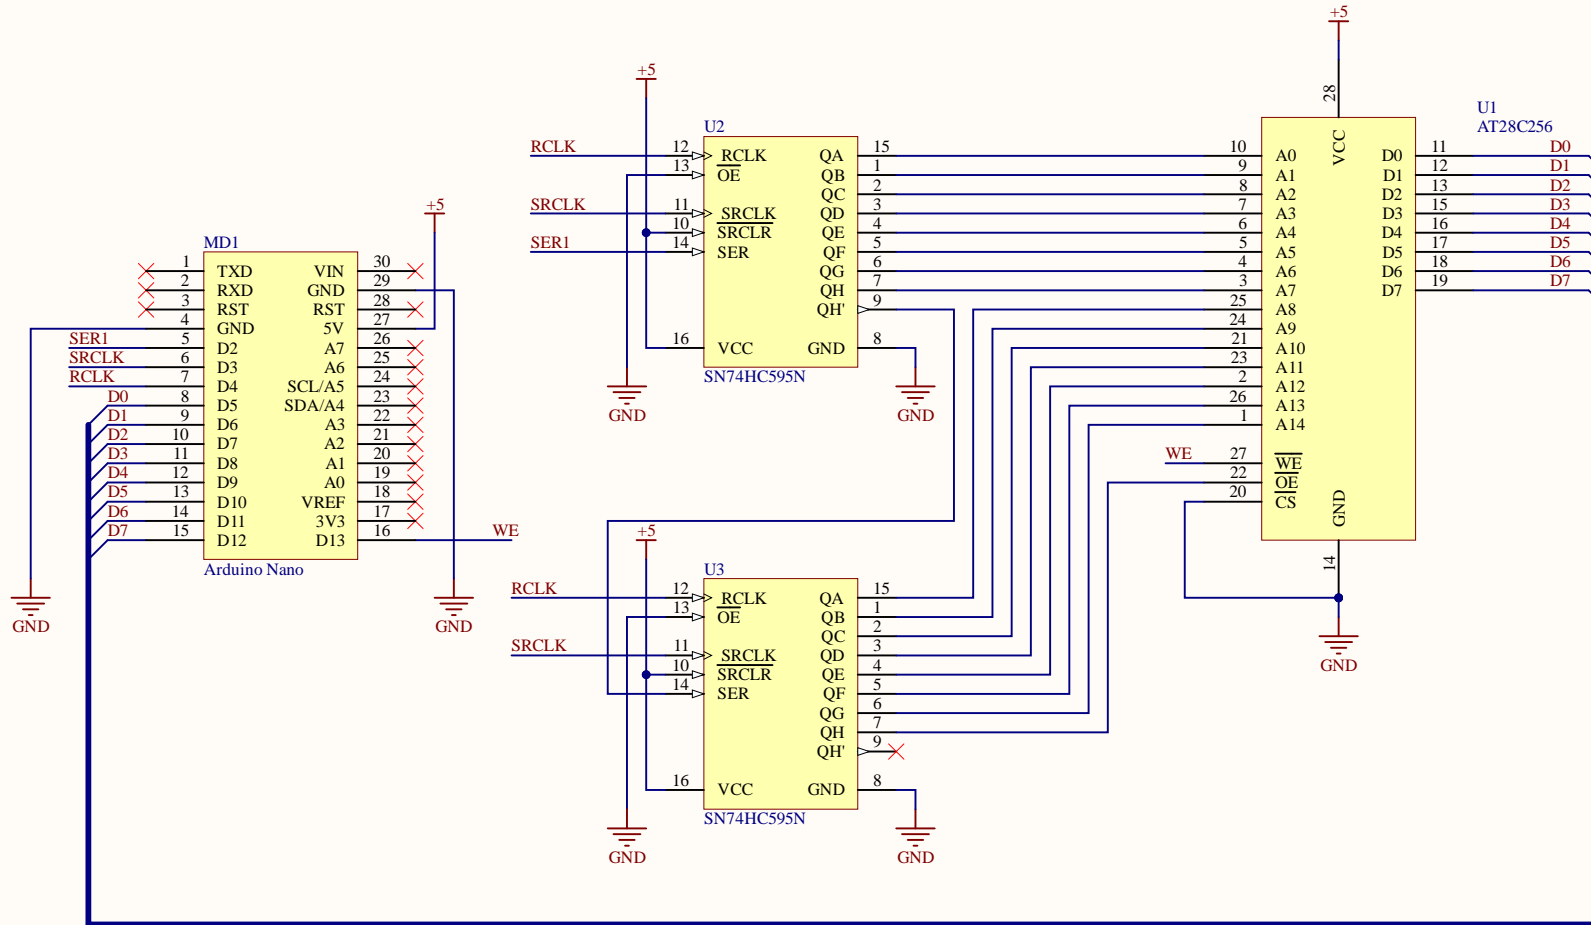 +5
28
VCC
U1
AT28C256
10 A0 D0 11 D0
9 A1 D1 12 D1
8 A2 D2 13 D2
7 A3 D3 15 D3
6 A4 D4 16 D4
5 A5 D5 17 D5
4 A6 D6 18 D6
3 A7 D7 19 D7
25 A8
24 A9
21 A10
23 A11
2 A12
26 A13
1 A14
WE 27 WE
22 OE
20 CS
GND
14
GND
+5
U2
RCLK 12 RCLK QA 15
13 OE QB 1
QC 2
SRCLK 11 SRCLK QD 3
10 SRCLR QE 4
SER1 14 SER QF 5
QG 6
QH 7
QH' 9
16 VCC GND 8
SN74HC595N
GND
GND
+5
MD1
1 TXD VIN 30
2 RXD GND 29
3 RST RST 28
4 GND 5V 27
SER1 5 D2 A7 26
SRCLK 6 D3 A6 25
RCLK 7 D4 SCL/A5 24
D0 8 D5 SDA/A4 23
D1 9 D6 A3 22
D2 10 D7 A2 21
D3 11 D8 A1 20
D4 12 D9 A0 19
D5 13 D10 VREF 18
D6 14 D11 3V3 17
D7 15 D12 D13 16 WE
Arduino Nano
GND
GND
+5
U3
RCLK 12 RCLK QA 15
13 OE QB 1
QC 2
SRCLK 11 SRCLK QD 3
10 SRCLR QE 4
14 SER QF 5
QG 6
QH 7
QH' 9
16 VCC GND 8
SN74HC595N
GND
GND